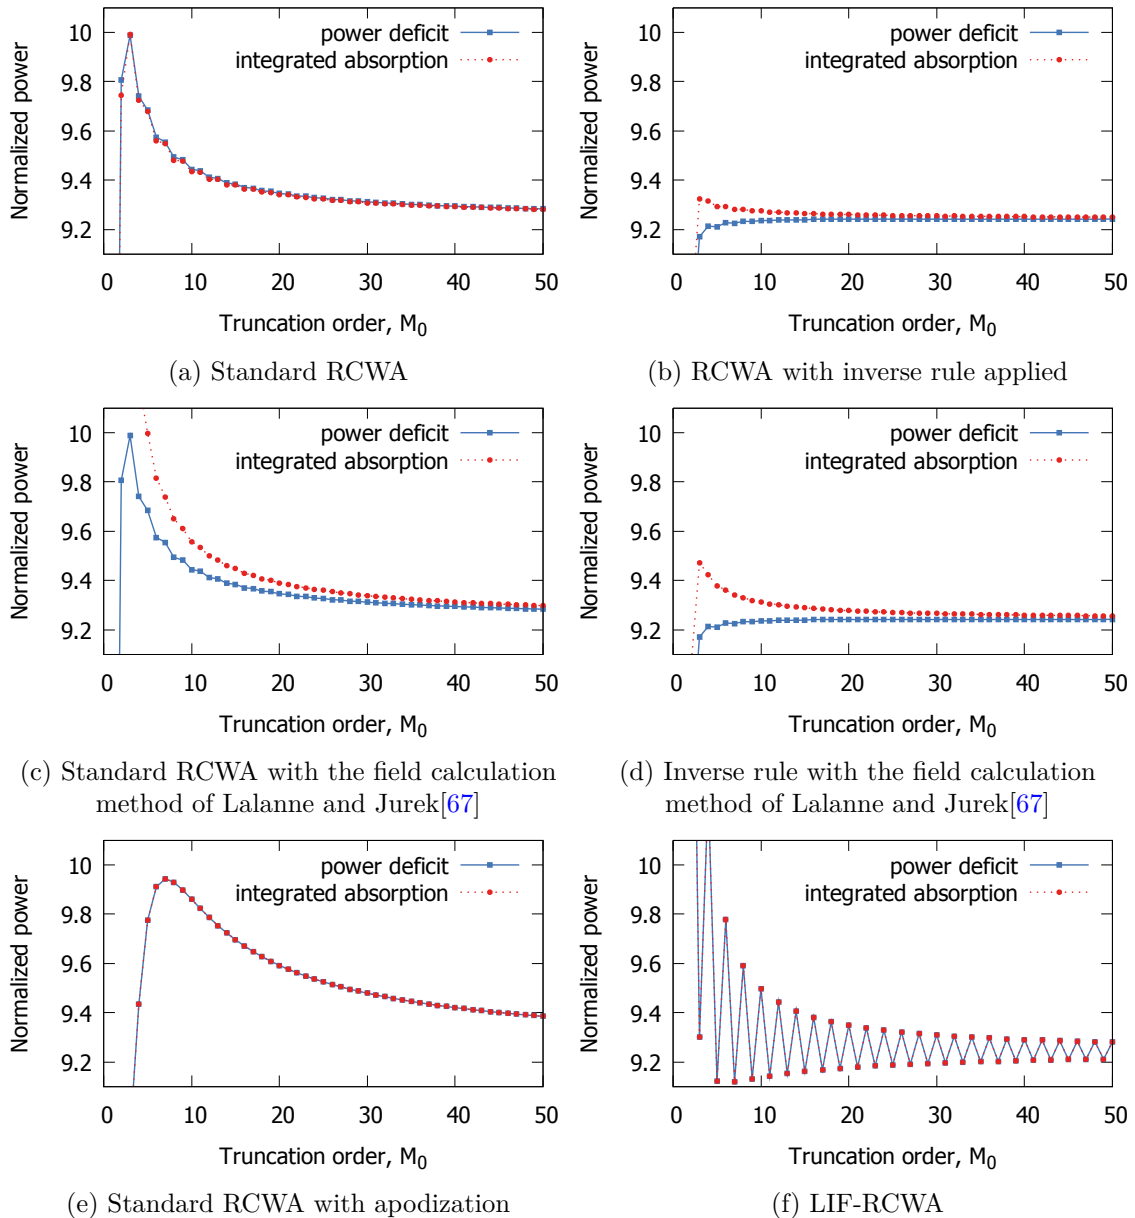 10
9.8
9.6
9.4
9.2
0 10 20 30 40 50
Normalized power
Truncation order, M0
power deficit
integrated absorption
(a) Standard RCWA
10
9.8
9.6
9.4
9.2
0 10 20 30 40 50
Normalized power
Truncation order, M0
power deficit
integrated absorption
(b) RCWA with inverse rule applied
10
9.8
9.6
9.4
9.2
0 10 20 30 40 50
Normalized power
Truncation order, M0
power deficit
integrated absorption
(c) Standard RCWA with the field calculation
method of Lalanne and Jurek[67]
10
9.8
9.6
9.4
9.2
0 10 20 30 40 50
Normalized power
Truncation order, M0
power deficit
integrated absorption
(d) Inverse rule with the field calculation
method of Lalanne and Jurek[67]
10
9.8
9.6
9.4
9.2
0 10 20 30 40 50
Normalized power
Truncation order, M0
power deficit
integrated absorption
(e) Standard RCWA with apodization
10
9.8
9.6
9.4
9.2
0 10 20 30 40 50
Normalized power
Truncation order, M0
power deficit
integrated absorption
(f) LIF-RCWA